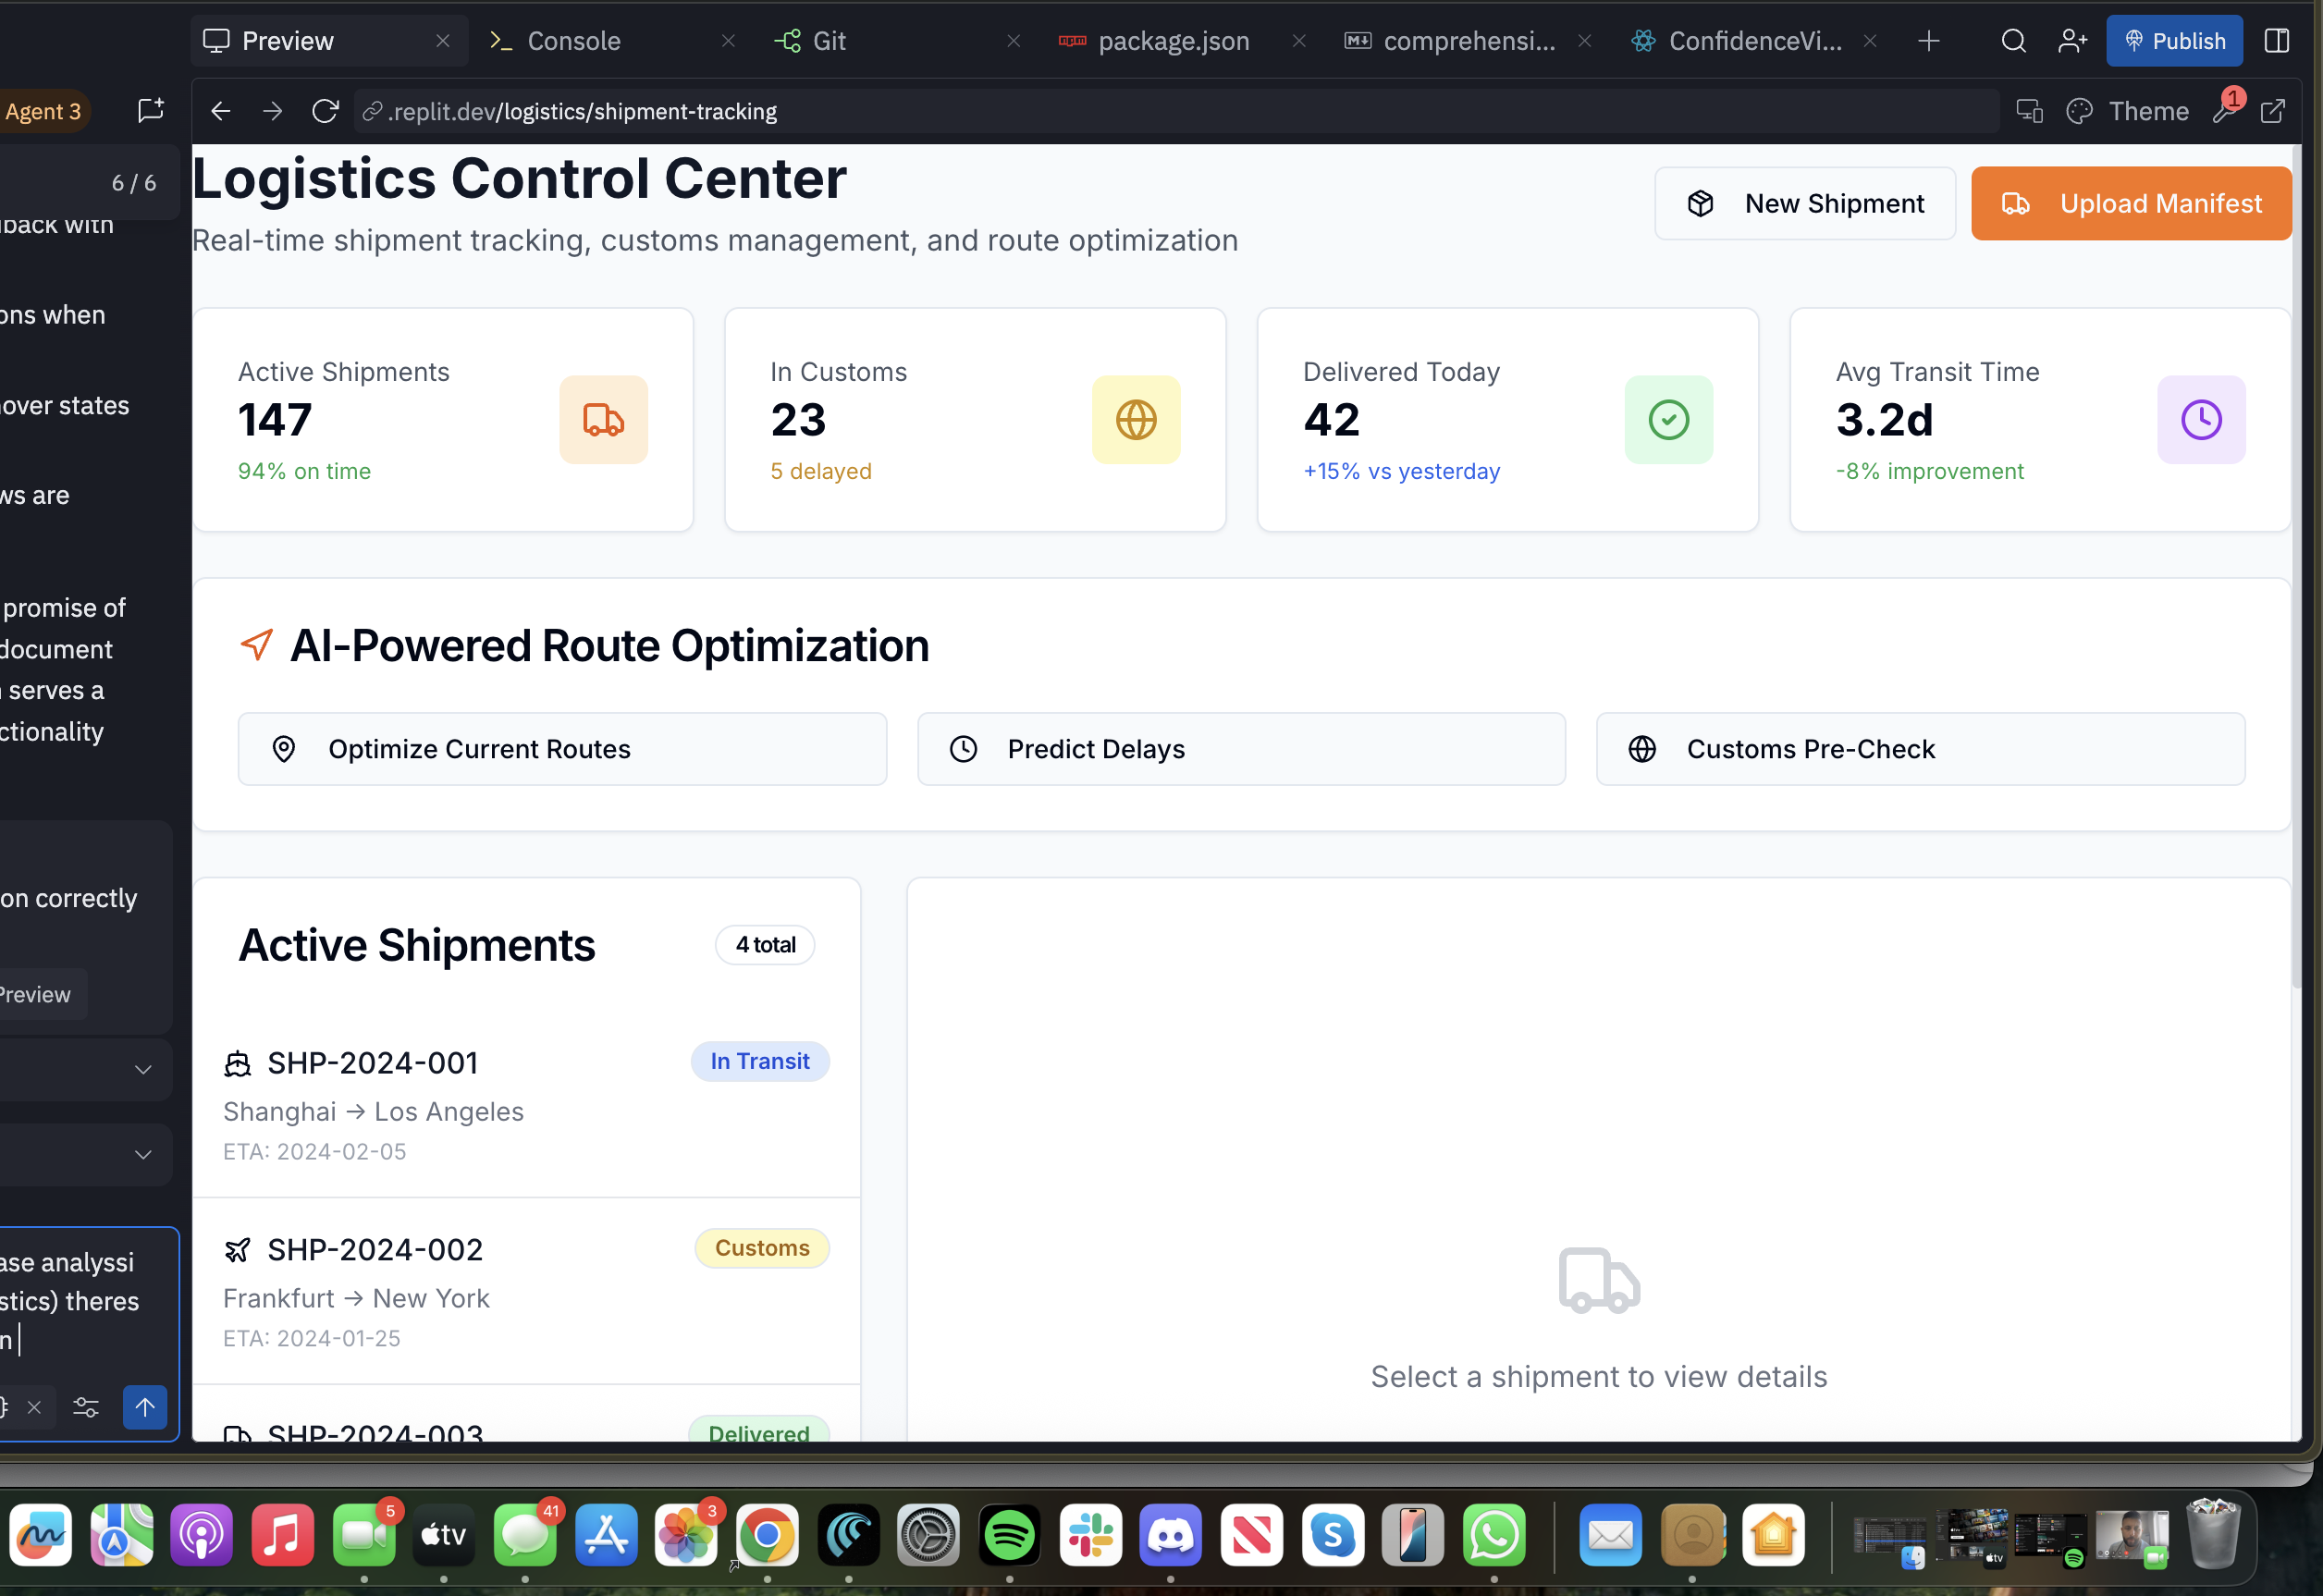 Preview
Console
Git
package.json
comprehensi...
ConfidenceVi...
Publish
Agent 3
.replit.dev/logistics/shipment-tracking
Theme
1
6 / 6
back with
ons when
over states
ws are
promise of
document
serves a
ctionality
on correctly
Preview
ase analyssi
stics) theres
n
Logistics Control Center
Real-time shipment tracking, customs management, and route optimization
New Shipment
Upload Manifest
Active Shipments
147
94% on time
In Customs
23
5 delayed
Delivered Today
42
+15% vs yesterday
Avg Transit Time
3.2d
-8% improvement
AI-Powered Route Optimization
Optimize Current Routes
Predict Delays
Customs Pre-Check
Active Shipments
4 total
SHP-2024-001
In Transit
Shanghai → Los Angeles
ETA: 2024-02-05
SHP-2024-002
Customs
Frankfurt → New York
ETA: 2024-01-25
SHP-2024-003
Delivered
Select a shipment to view details
5
tv
41
3